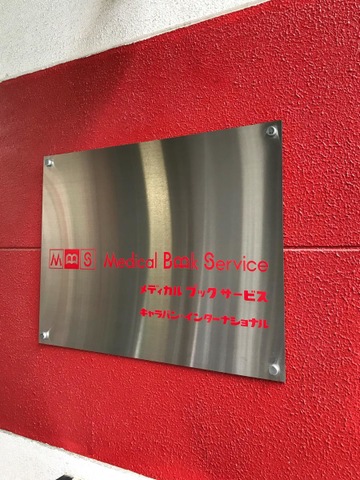 MBS Medical Book Service
メディカル ブック サービス
キャラバン・インターナショナル